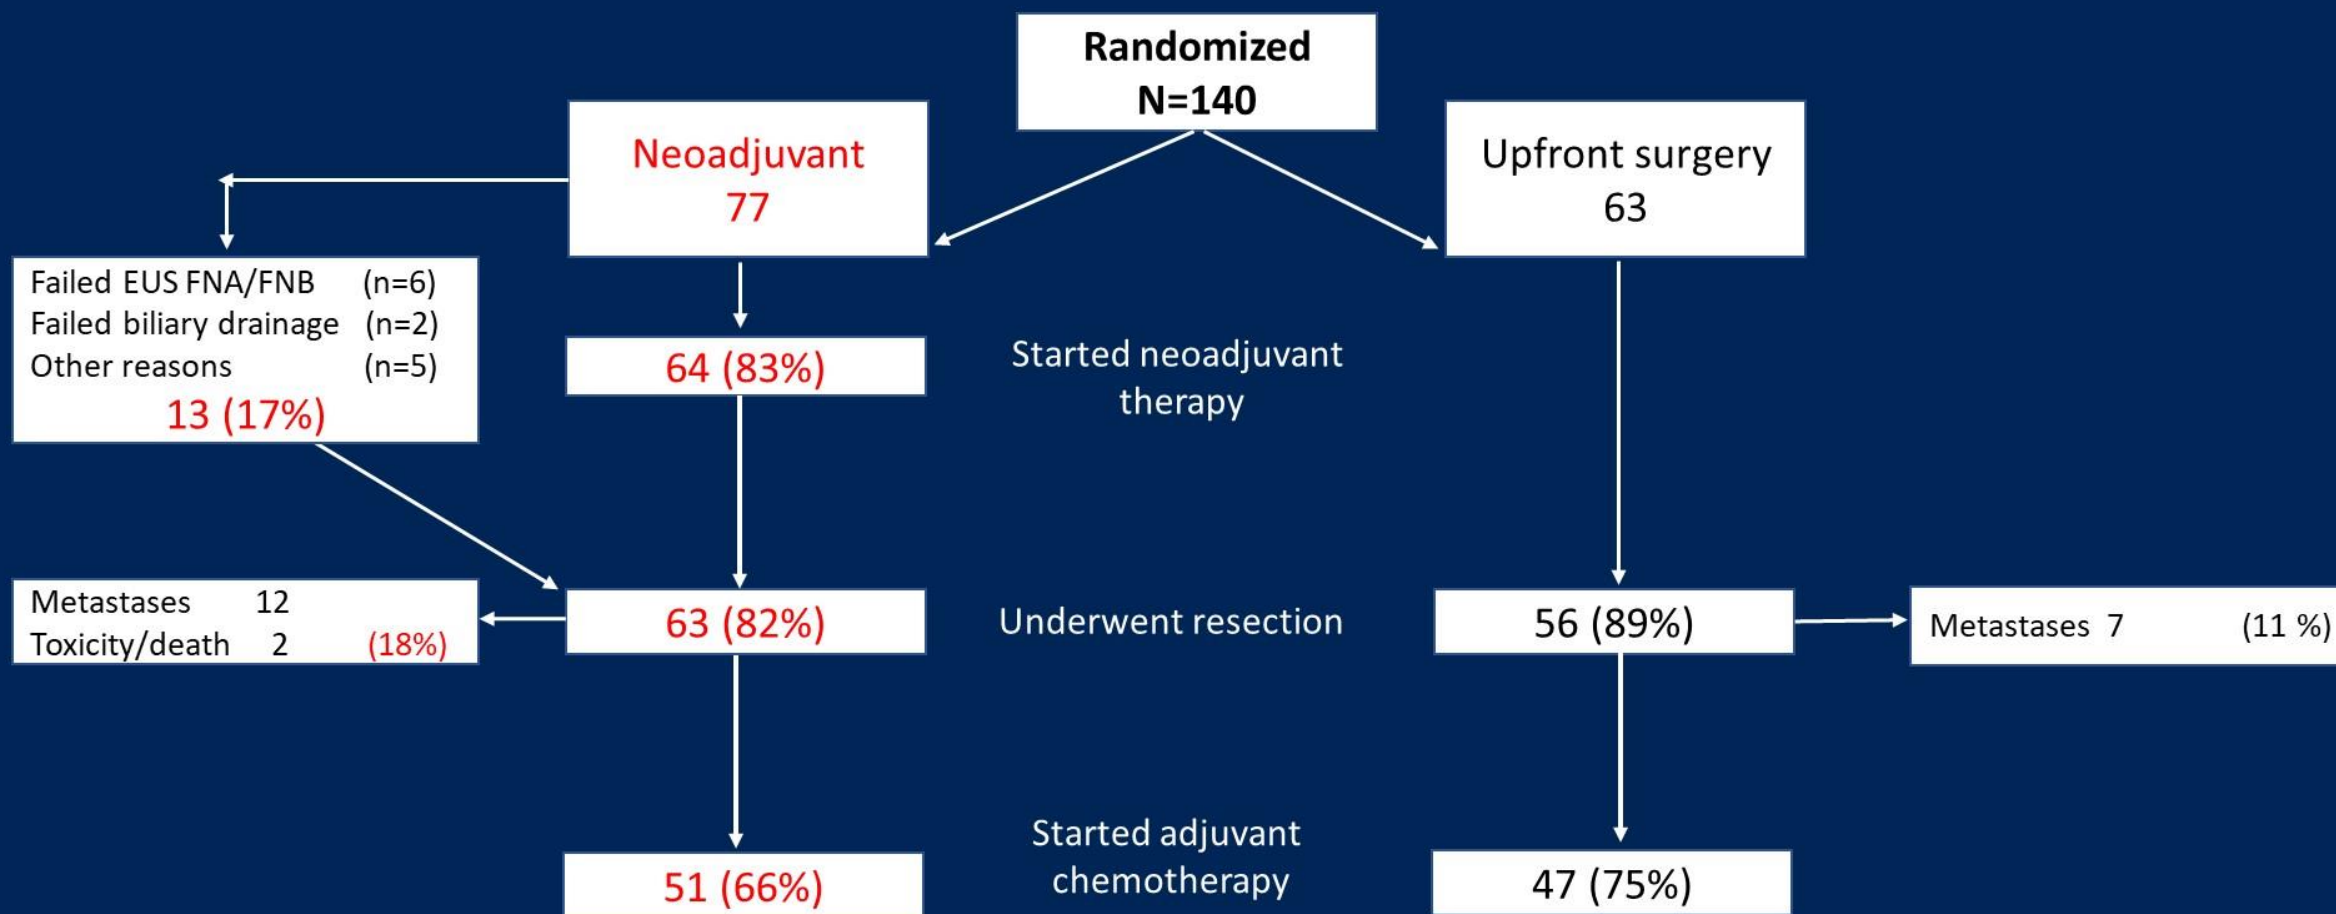 Randomized
N=140
Neoadjuvant
77
Upfront surgery
63
Failed EUS FNA/FNB (n=6)
Failed biliary drainage (n=2)
Other reasons (n=5)
13 (17%)
64 (83%)
Started neoadjuvant
therapy
Metastases 12
Toxicity/death 2 (18%)
63 (82%)
Underwent resection
56 (89%)
Metastases 7 (11 %)
51 (66%)
Started adjuvant
chemotherapy
47 (75%)